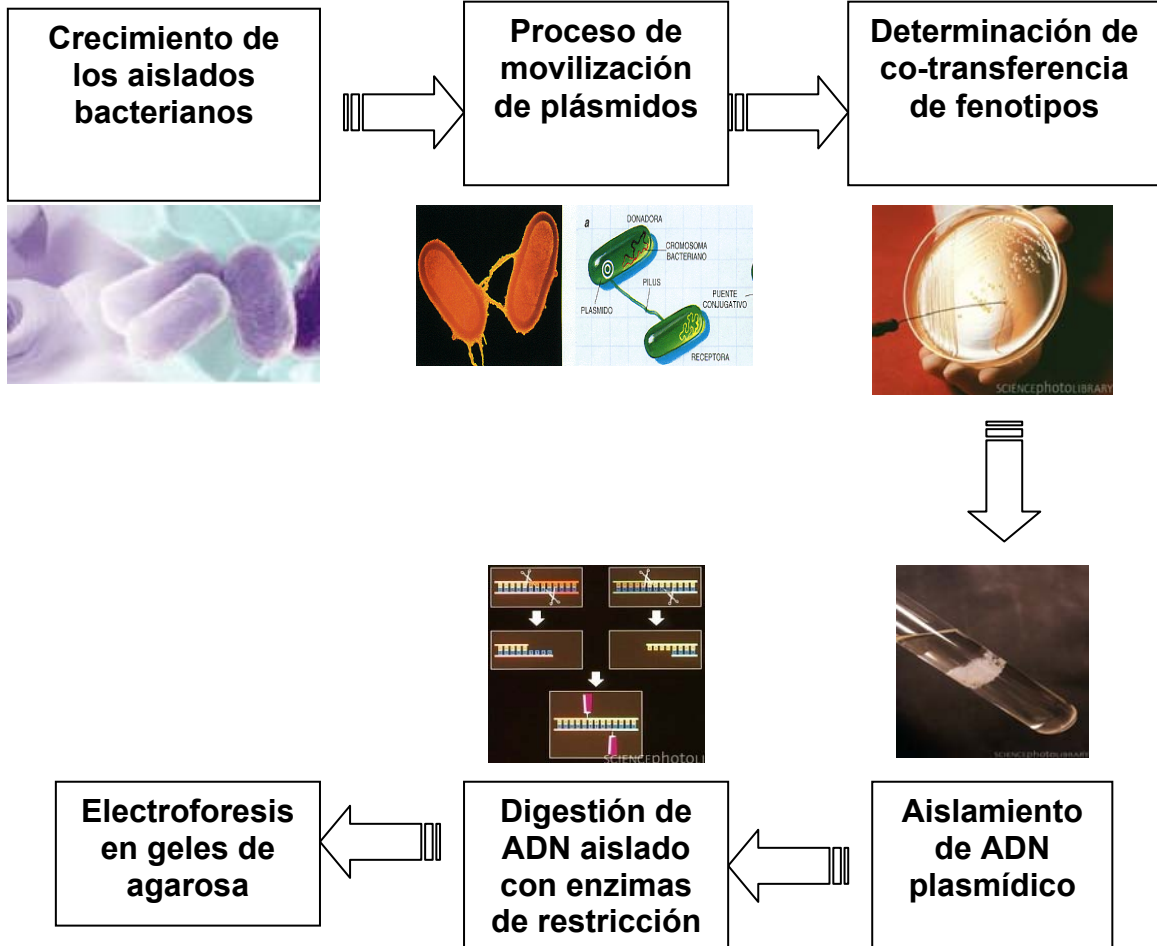 Crecimiento de
los aislados
bacterianos
Proceso de
movilización
de plásmidos
Determinación de
co-transferencia
de fenotipos
a
DONADORA
CROMOSOMA
BACTERIANO
PILUS
PLASMIDO
PUENTE
CONJUGATIVO
RECEPTORA
SCIENCEPHOTOLIBRARY
SCIENCEPHOTOLI
SCIENCEPHOTOLIBRARY
Electroforesis
en geles de
agarosa
Digestión de
ADN aislado
con enzimas
de restricción
Aislamiento
de ADN
plasmídico